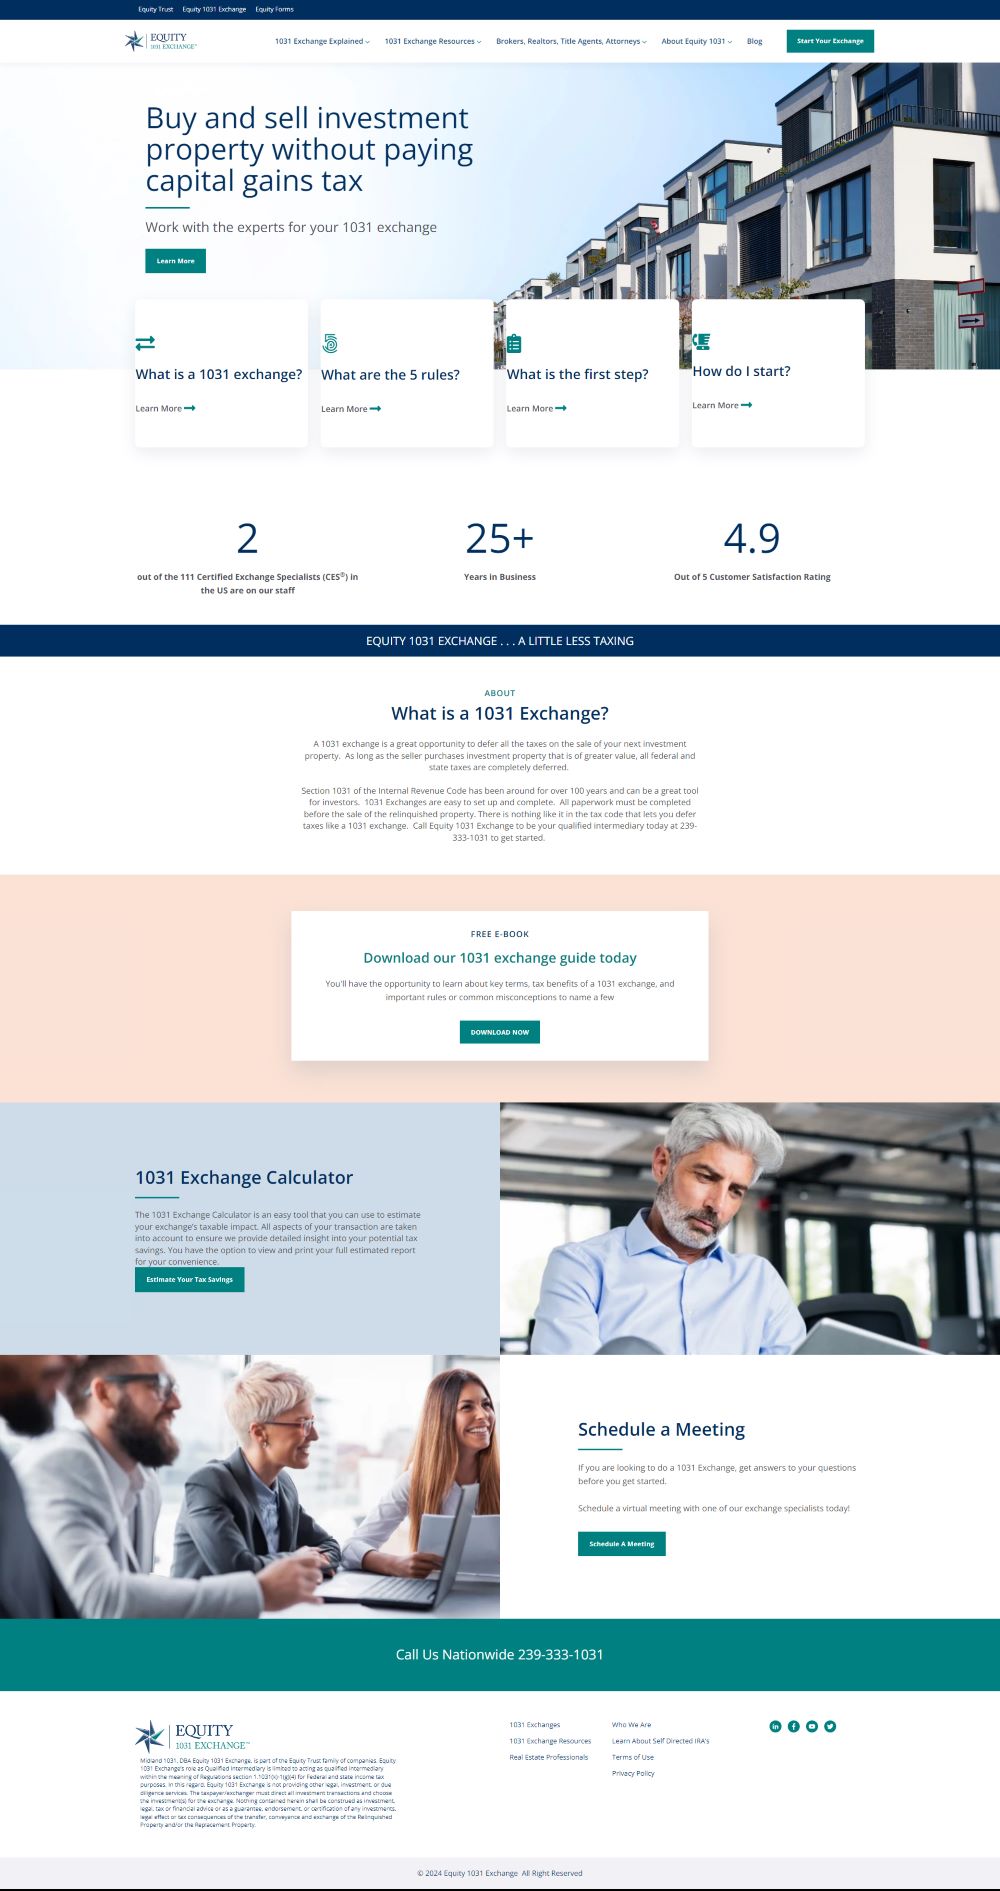 Equity Trust Equity 1031 Exchange Equity Forms
EQUITY
1031 EXCHANGE™
1031 Exchange Explained 1031 Exchange Resources Brokers, Realtors, Title Agents, Attorneys About Equity 1031 Blog Start Your Exchange
Buy and sell investment
property without paying
capital gains tax
Work with the experts for your 1031 exchange
Learn More
What is a 1031 exchange?
Learn More
5
What are the 5 rules?
Learn More
What is the first step?
Learn More
How do I start?
Learn More
2
out of the 111 Certified Exchange Specialists (CES®) in
the US are on our staff
25+
Years in Business
4.9
Out of 5 Customer Satisfaction Rating
EQUITY 1031 EXCHANGE . . . A LITTLE LESS TAXING
ABOUT
What is a 1031 Exchange?
A 1031 exchange is a great opportunity to defer all the taxes on the sale of your next investment
property. As long as the seller purchases investment property that is of greater value, all federal and
state taxes are completely deferred.
Section 1031 of the Internal Revenue Code has been around for over 100 years and can be a great tool
for investors. 1031 Exchanges are easy to set up and complete. All paperwork must be completed
before the sale of the relinquished property. There is nothing like it in the tax code that lets you defer
taxes like a 1031 exchange. Call Equity 1031 Exchange to be your qualified intermediary today at 239-
333-1031 to get started.
FREE E-BOOK
Download our 1031 exchange guide today
You'll have the opportunity to learn about key terms, tax benefits of a 1031 exchange, and
important rules or common misconceptions to name a few
DOWNLOAD NOW
1031 Exchange Calculator
The 1031 Exchange Calculator is an easy tool that you can use to estimate
your exchange's taxable impact. All aspects of your transaction are taken
into account to ensure we provide detailed insight into your potential tax
savings. You have the option to view and print your full estimated report
for your convenience.
Estimate Your Tax Savings
Schedule a Meeting
If you are looking to do a 1031 Exchange, get answers to your questions
before you get started.
Schedule a virtual meeting with one of our exchange specialists today!
Schedule A Meeting
Call Us Nationwide 239-333-1031
EQUITY
1031 EXCHANGE™
Midland 1031, DBA Equity 1031 Exchange, is part of the Equity Trust family of companies. Equity
1031 Exchange's role as Qualified Intermediary is limited to acting as qualified intermediary
within the meaning of Regulations section 1.1031(k)-1(g)(4) for Federal and state income tax
purposes. In this regard, Equity 1031 Exchange is not providing other legal, investment, or due
diligence services. The taxpayer/exchanger must direct all investment transactions and choose
the investment(s) for the exchange. Nothing contained herein shall be construed as investment,
legal, tax or financial advice or as a guarantee, endorsement, or certification of any investments,
legal effect or tax consequences of the transfer, conveyance and exchange of the Relinquished
Property and/or the Replacement Property.
1031 Exchanges
1031 Exchange Resources
Real Estate Professionals
Who We Are
Learn About Self Directed IRA's
Terms of Use
Privacy Policy
© 2024 Equity 1031 Exchange All Right Reserved